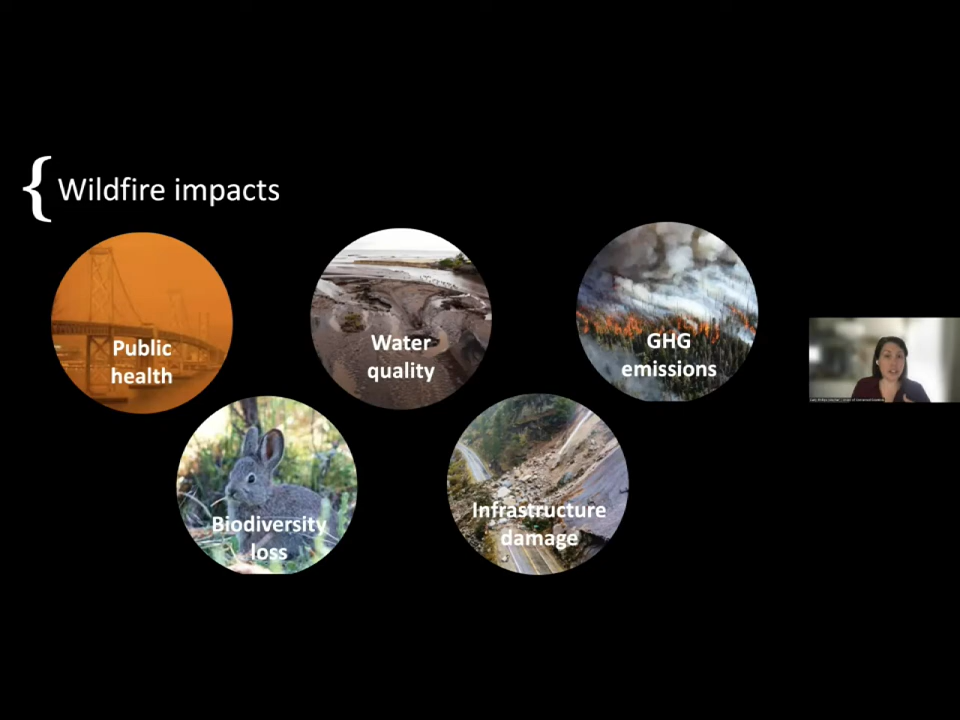 { Wildfire impacts
Public
health
Water
quality
GHG
emissions
Biodiversity
loss
Infrastructure
damage